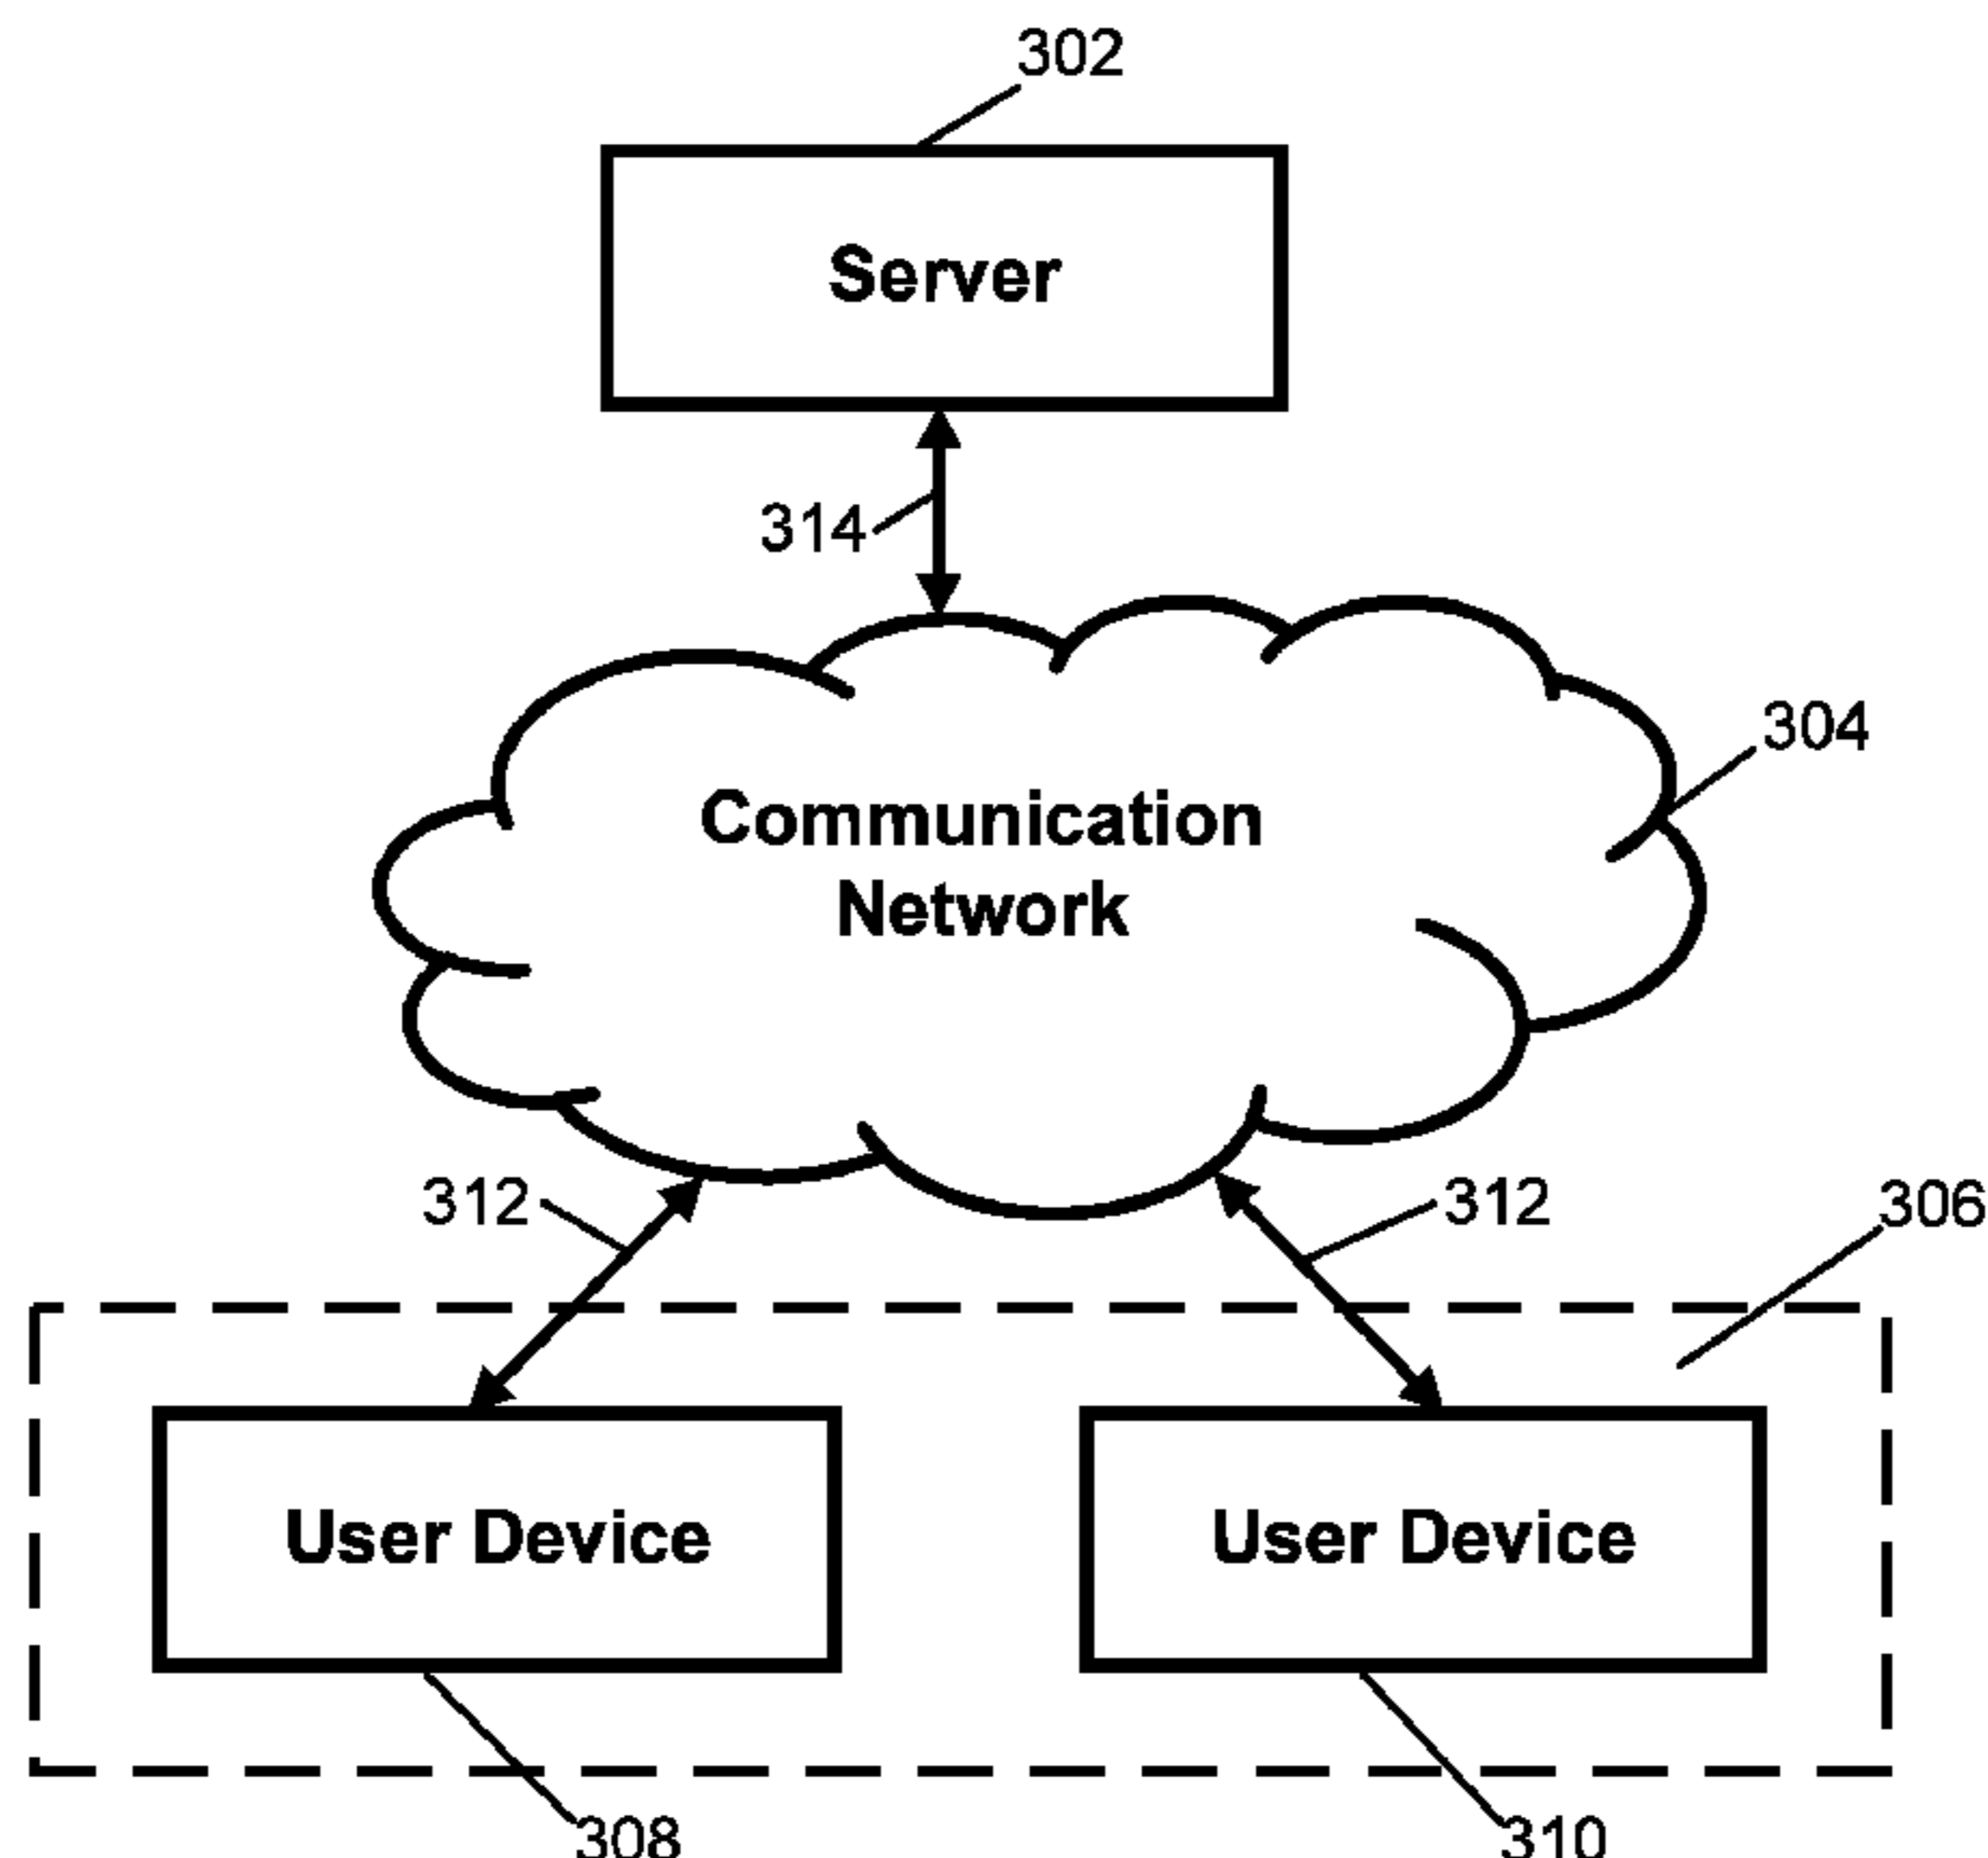 302
Server
314
304
Communication
Network
312
312
306
User Device
User Device
308
310